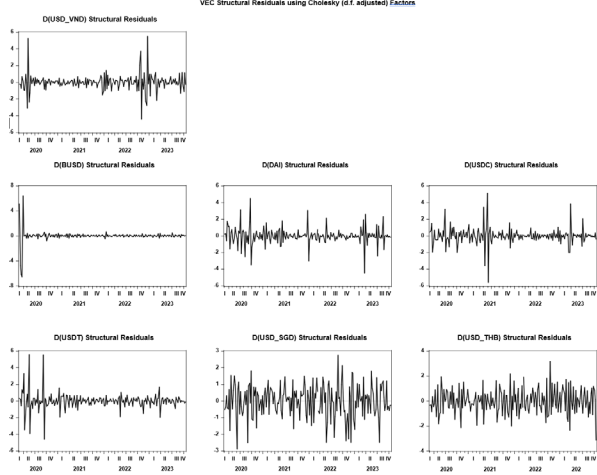 VEC Structural Residuals using Cholesky (d.f. adjusted) Factors
D(USD_VND) Structural Residuals
6
4
2
0
-2
-4
-6
I II III IV I II III IV I II III IV I II III IV
2020 2021 2022 2023
D(BUSD) Structural Residuals
8
4
0
-4
-8
I II III IV I II III IV I II III IV I II III IV
2020 2021 2022 2023
D(DAI) Structural Residuals
6
4
2
0
-2
-4
-6
I II III IV I II III IV I II III IV I II III IV
2020 2021 2022 2023
D(USDC) Structural Residuals
6
4
2
0
-2
-4
-6
I II III IV I II III IV I II III IV I II III IV
2020 2021 2022 2023
D(USDT) Structural Residuals
6
4
2
0
-2
-4
-6
I II III IV I II III IV I II III IV I II III IV
2020 2021 2022 2023
D(USD_SGD) Structural Residuals
3
2
1
0
-1
-2
-3
I II III IV I II III IV I II III IV I II III IV
2020 2021 2022 2023
D(USD_THB) Structural Residuals
4
2
0
-2
-4
I II III IV I II III IV I II III IV I II III IV
2020 2021 2022 202